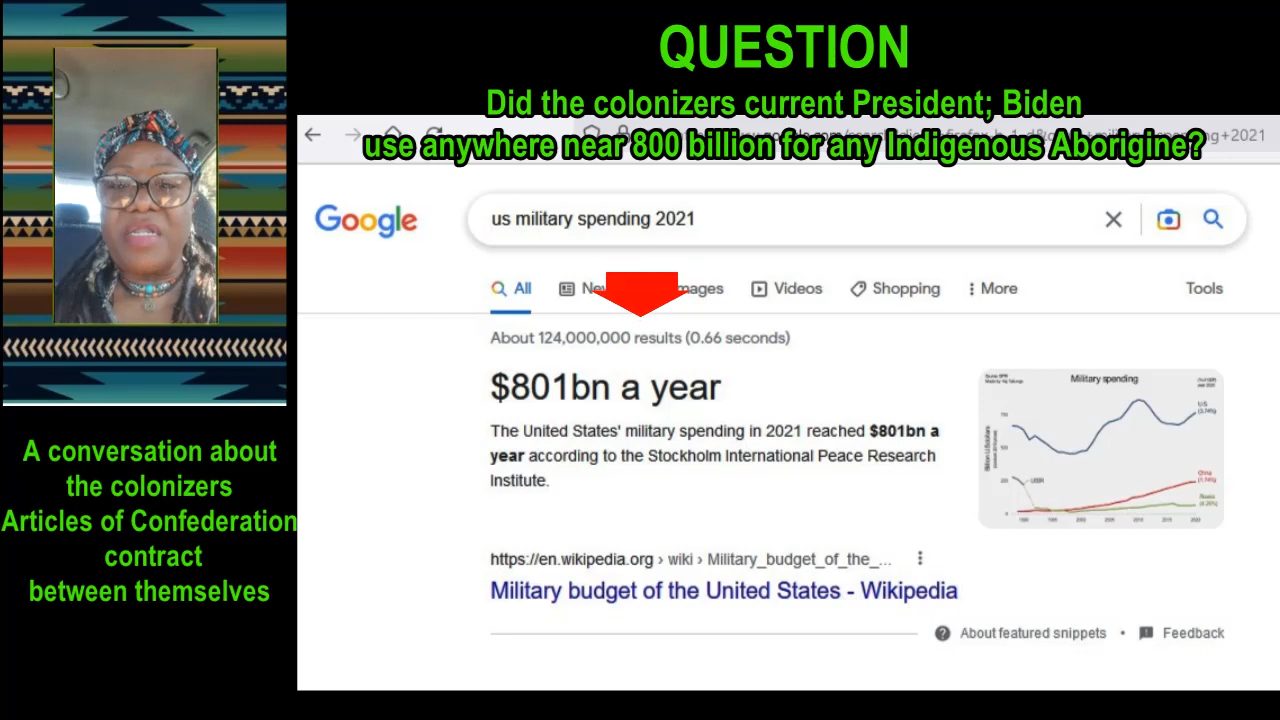 QUESTION
Did the colonizers current President; Biden
use anywhere near 800 billion for any Indigenous Aborigine?
Google
us military spending 2021
All
Videos
Shopping
More
Tools
About 124,000,000 results (0.66 seconds)
$801bn a year
The United States' military spending in 2021 reached $801bn a
year according to the Stockholm International Peace Research
Institute.
Military spending
https://en.wikipedia.org › wiki › Military_budget_of_the_...
Military budget of the United States - Wikipedia
About featured snippets • Feedback
A conversation about
the colonizers
Articles of Confederation
contract
between themselves